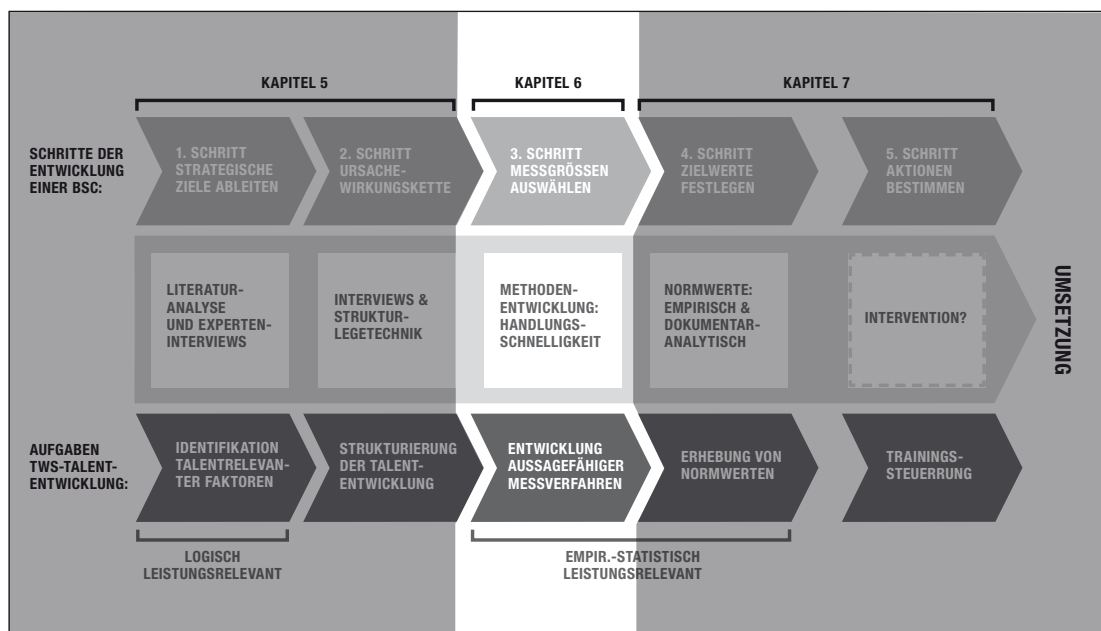 KAPITEL 5
KAPITEL 6
KAPITEL 7
SCHRITTE DER
ENTWICKLUNG
EINER BSC:
1. SCHRITT
STRATEGISCHE
ZIELE ABLEITEN
2. SCHRITT
URSACHE-
WIRKUNGSKETTE
3. SCHRITT
MESSGRÖSSEN
AUSWÄHLEN
4. SCHRITT
ZIELWERTE
FESTLEGEN
5. SCHRITT
AKTIONEN
BESTIMMEN
LITERATUR-
ANALYSE
UND EXPERTEN-
INTERVIEWS
INTERVIEWS &
STRUKTUR-
LEGETECHNIK
METHODEN-
ENTWICKLUNG:
HANDLUNGS-
SCHNELLIGKEIT
NORMWERTE:
EMPIRISCH &
DOKUMENTAR-
ANALYTISCH
INTERVENTION?
UMSETZUNG
AUFGABEN
TWS-TALENT-
ENTWICKLUNG:
IDENTIFIKATION
TALENTRELEVAN-
TER FAKTOREN
STRUKTURIERUNG
DER TALENT-
ENTWICKLUNG
ENTWICKLUNG
AUSSAGEFÄHIGER
MESSVERFAHREN
ERHEBUNG VON
NORMWERTEN
TRAININGS-
STEUERRUNG
LOGISCH
LEISTUNGSRELEVANT
EMPIR.-STATISTISCH
LEISTUNGSRELEVANT